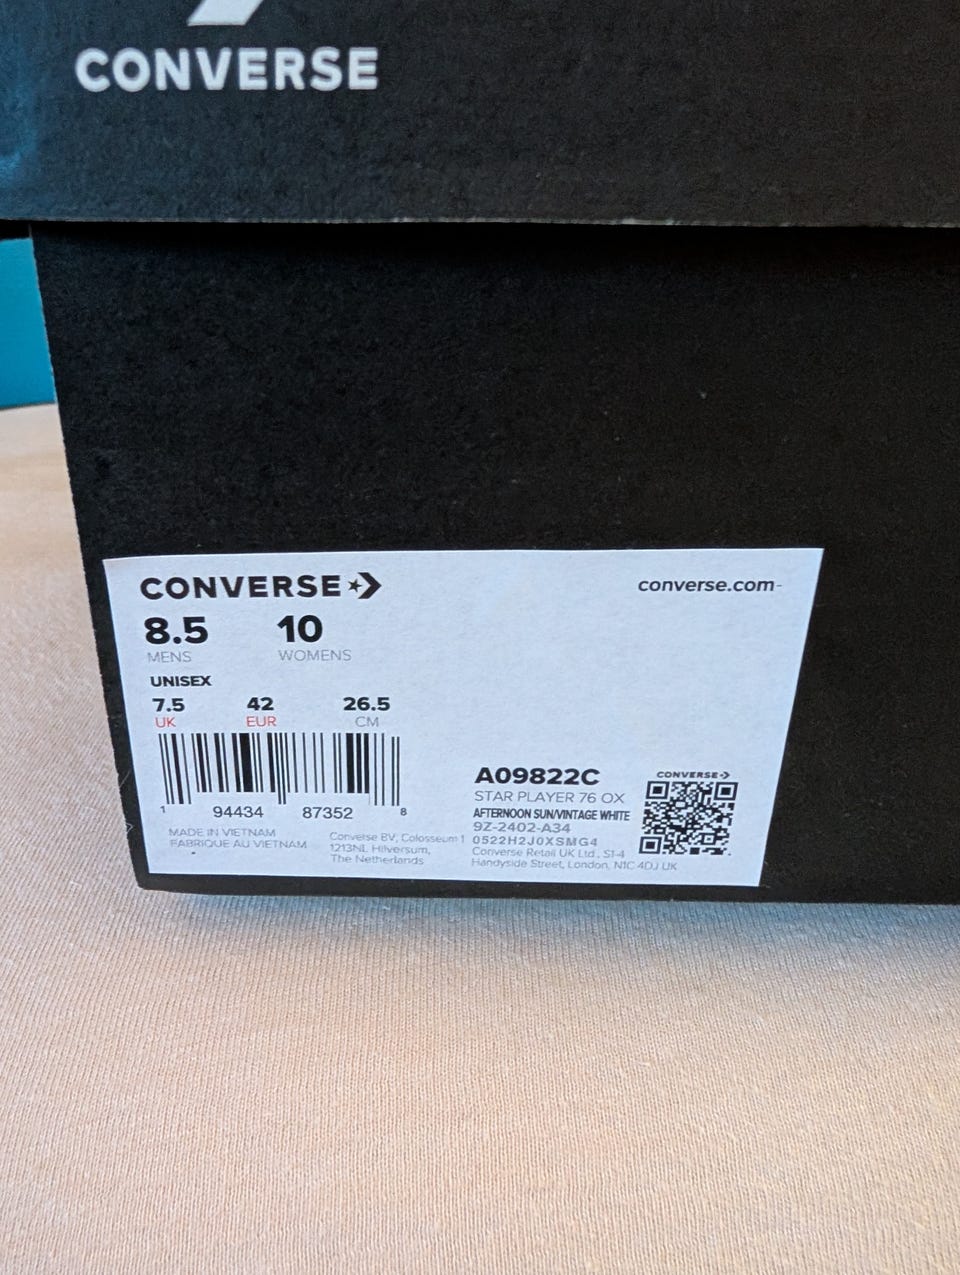 CONVERSE
CONVERSE
converse.com-
8.5 10
MENS WOMENS
UNISEX
7.5 42 26.5
UK EUR CM
1 94434 87352 8
MADE IN VIETNAM
FABRIQUE AU VIETNAM
Converse BV, Colosseum 1
1213NL Hilversum,
The Netherlands
A09822C
STAR PLAYER 76 OX
AFTERNOON SUN/VINTAGE WHITE
9Z-2402-A34
0522H2J0XSMG4
Converse Retail UK Ltd., S1-4
Handyside Street, London, N1C 4DJ UK
CONVERSE